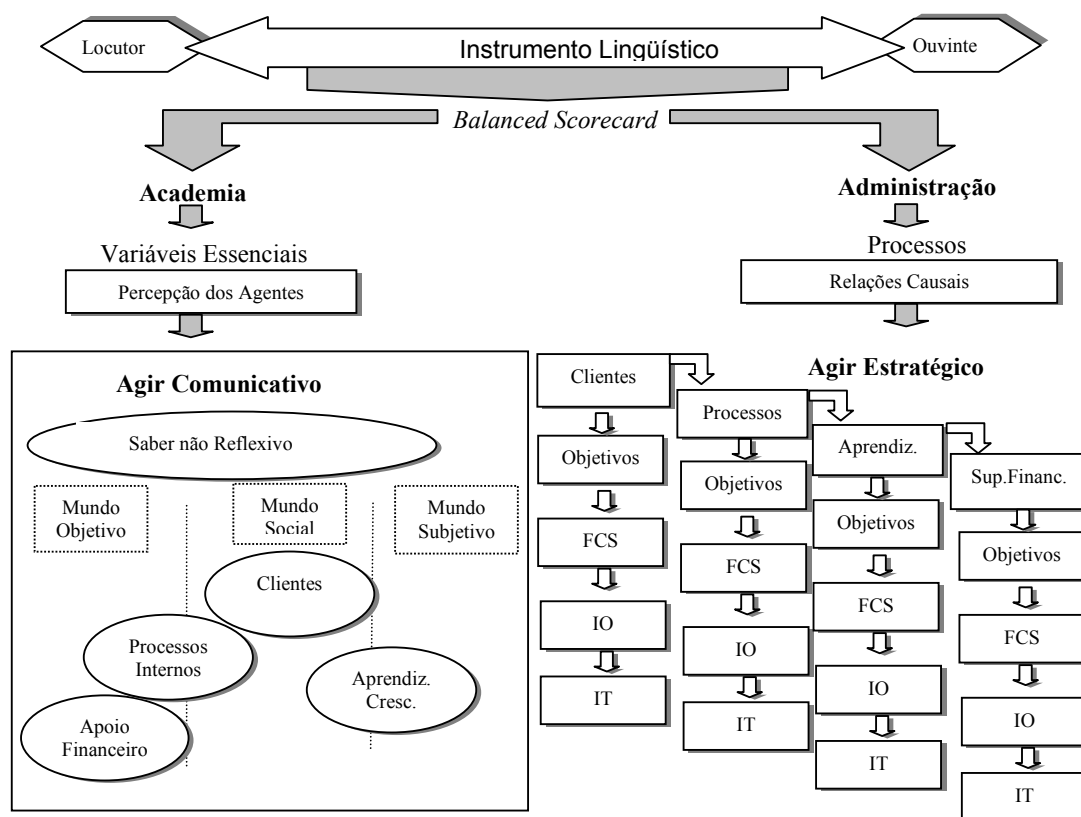 Locutor
Instrumento Lingüístico
Ouvinte
Balanced Scorecard
Academia
Administração
Variáveis Essenciais
Processos
Percepção dos Agentes
Relações Causais
Agir Comunicativo
Saber não Reflexivo
Mundo
Objetivo
Mundo
Social
Mundo
Subjetivo
Clientes
Processos
Internos
Aprendiz.
Cresc.
Apoio
Financeiro
Agir Estratégico
Clientes
Objetivos
FCS
IO
IT
Processos
Objetivos
FCS
IO
IT
Aprendiz.
Objetivos
FCS
IO
IT
Sup.Financ.
Objetivos
FCS
IO
IT